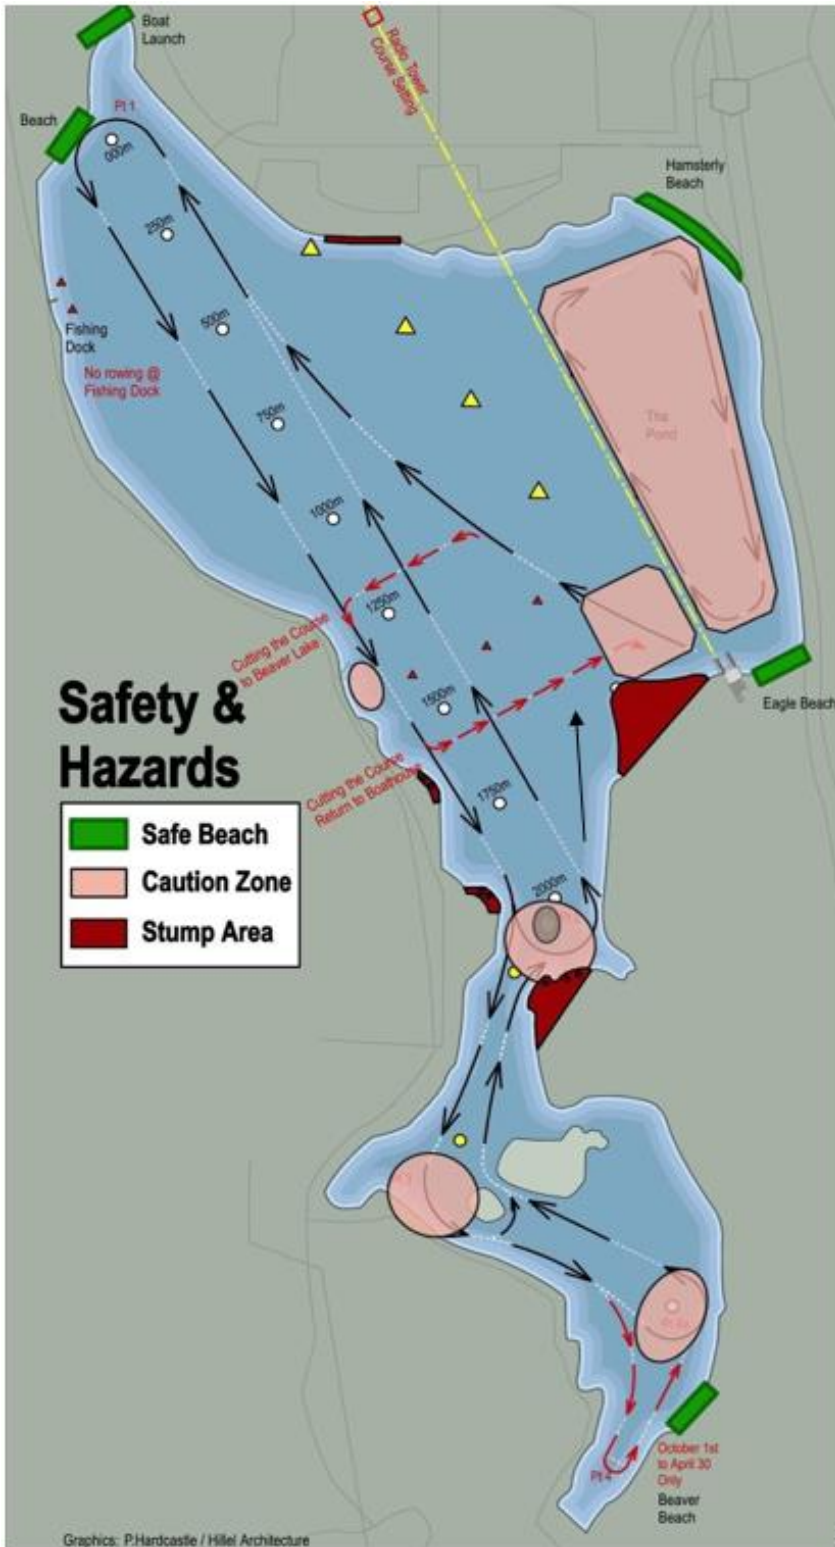 Boat
Launch
Radio Tower
Course Setting
Pt 1
Beach
000m
Hamsterly
Beach
250m
500m
Fishing
Dock
No rowing @
Fishing Dock
750m
The
Pond
1000m
1250m
Cutting the Course
to Beaver Lake
Safety &
Hazards
1500m
Eagle Beach
Cutting the Course
Return to Boathouse
1750m
Safe Beach
Caution Zone
Stump Area
2000m
October 1st
to April 30
Only
Pt 4
Beaver
Beach
Graphics: P.Hardcastle / Hillel Architecture